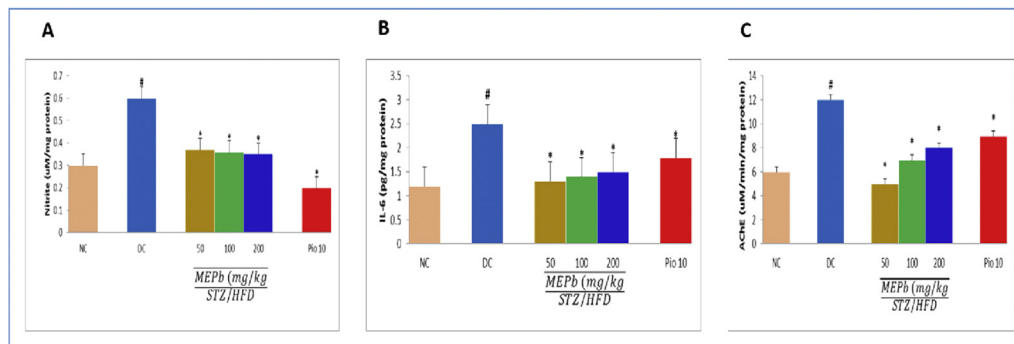 A
0.7
0.6
0.5
0.4
0.3
0.2
0.1
0
Nitrite (uM/mg protein)
#
*
*
*
*
NC DC 50 100 200 Pio 10
MEPb (mg/kg
STZ/HFD
B
3.5
3
2.5
2
1.5
1
0.5
0
IL-6 (pg/mg protein)
#
*
*
*
*
NC DC 50 100 200 Pio 10
MEPb (mg/kg
STZ/HFD
C
14
12
10
8
6
4
2
0
AChE (uM/min/mg protein)
#
*
*
*
*
NC DC 50 100 200 Pio 10
MEPb (mg/kg
STZ/HFD